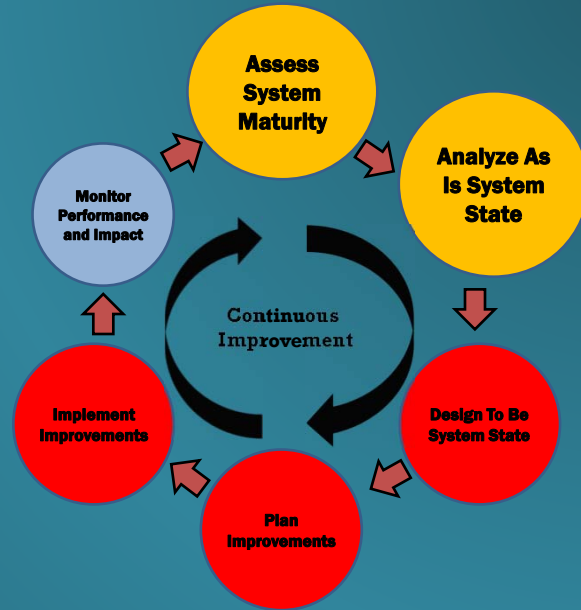 Assess
System
Maturity
Analyze As
Is System
State
Design To Be
System State
Plan
Improvements
Implement
Improvements
Monitor
Performance
and Impact
Continuous
Improvement